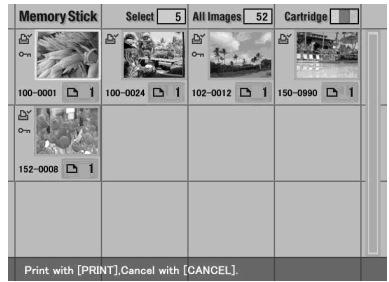 Memory Stick Select 5 All Images 52 Cartridge
100-0001 1 100-0024 1 102-0012 1 150-0990 1
152-0008 1
Print with [PRINT],Cancel with [CANCEL].